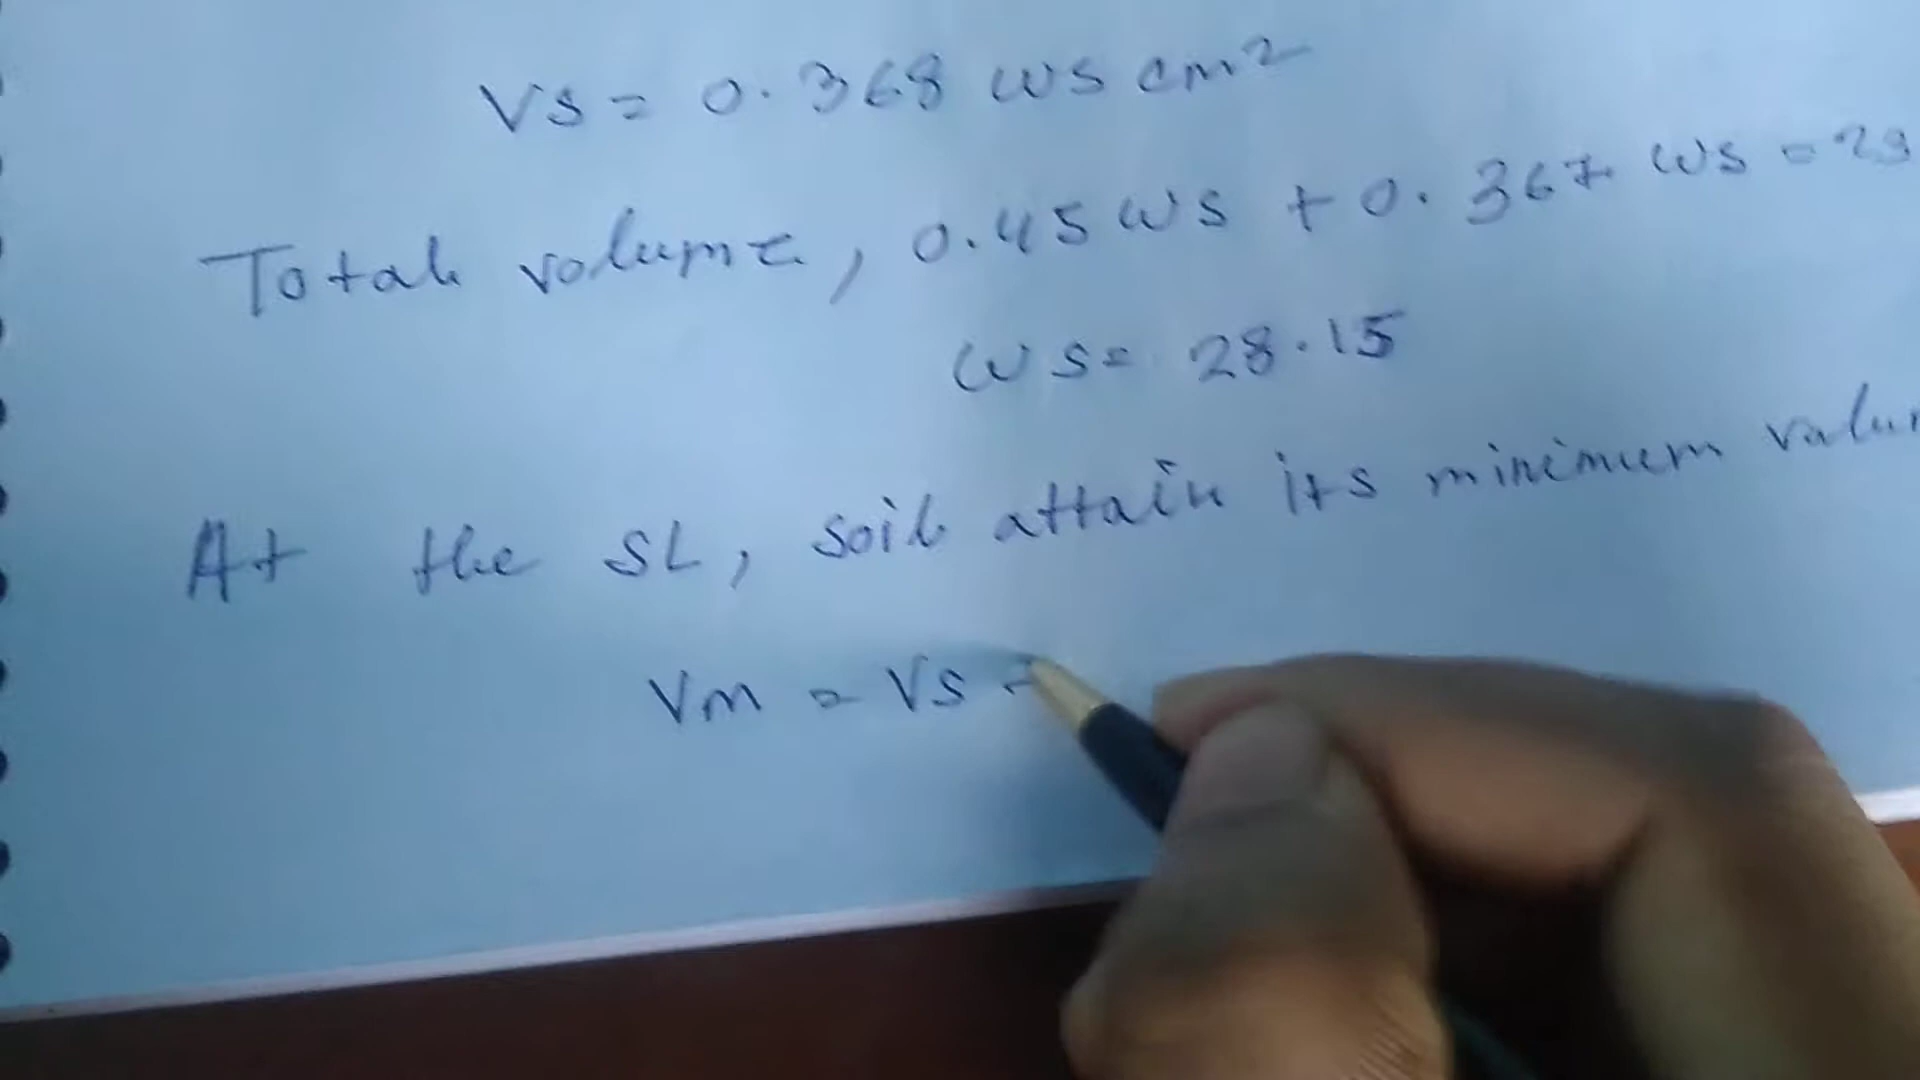 Vs = 0.368 ws cm2
Total volume, 0.45 ws + 0.367 ws = 23
ws = 28.15
At the SL, soil attain its minimum
Vm = Vs